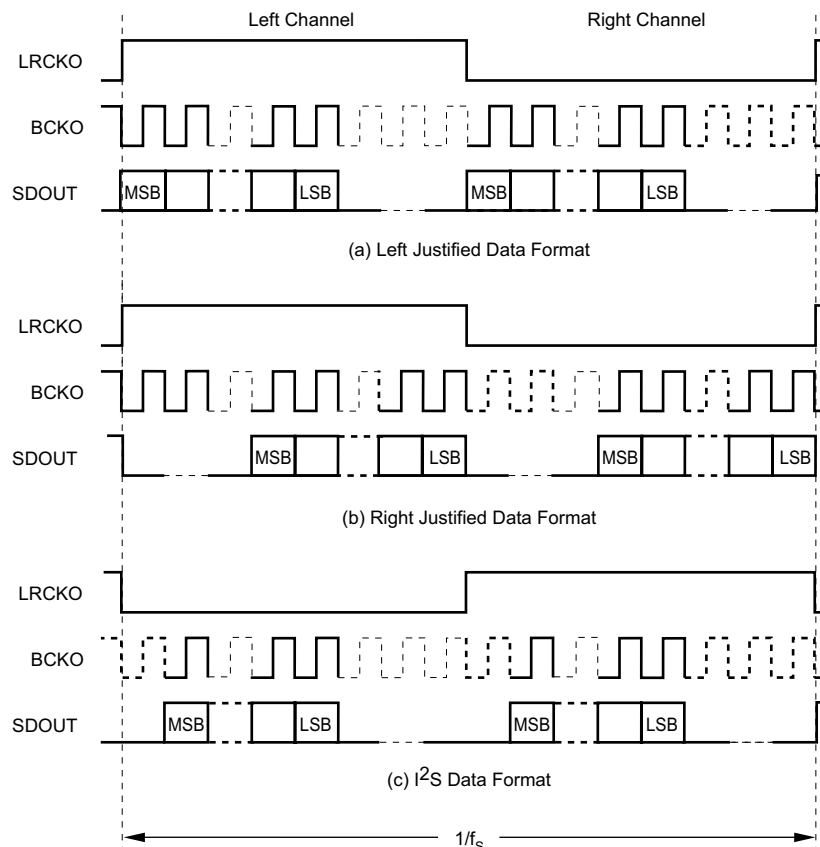 Left Channel Right Channel
LRCKO
BCKO
SDOUT MSB LSB MSB LSB
(a) Left Justified Data Format
LRCKO
BCKO
SDOUT MSB LSB MSB LSB
(b) Right Justified Data Format
LRCKO
BCKO
SDOUT MSB LSB MSB LSB
(c) I²S Data Format
1/fₛ